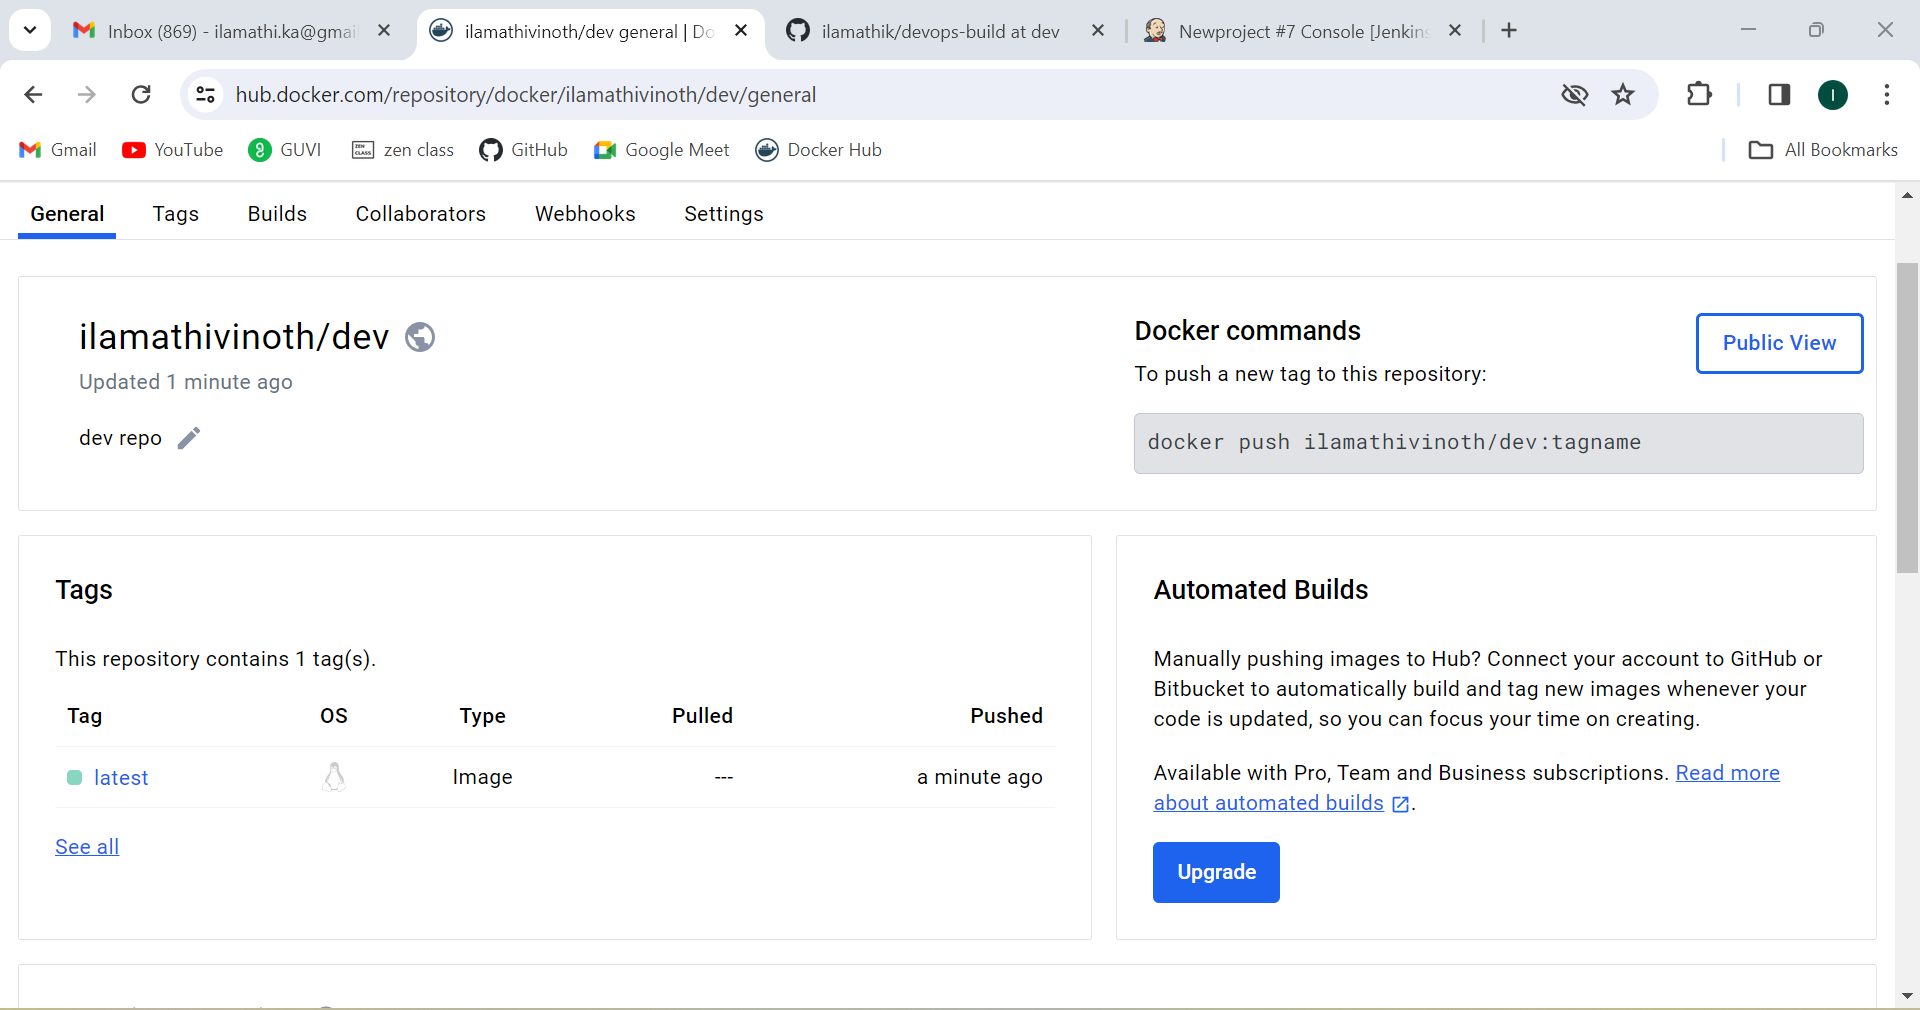 Inbox (869) - ilamathi.ka@gmai
ilamathivinoth/dev general | Do
ilamathik/devops-build at dev
Newproject #7 Console [Jenkins
hub.docker.com/repository/docker/ilamathivinoth/dev/general
I
Gmail
YouTube
GUVI
ZEN CLASS
zen class
GitHub
Google Meet
Docker Hub
All Bookmarks
General
Tags
Builds
Collaborators
Webhooks
Settings
ilamathivinoth/dev
Updated 1 minute ago
dev repo
Docker commands
Public View
To push a new tag to this repository:
docker push ilamathivinoth/dev:tagname
Tags
This repository contains 1 tag(s).
Tag OS Type Pulled Pushed
latest Image --- a minute ago
See all
Automated Builds
Manually pushing images to Hub? Connect your account to GitHub or
Bitbucket to automatically build and tag new images whenever your
code is updated, so you can focus your time on creating.
Available with Pro, Team and Business subscriptions. Read more
about automated builds .
Upgrade